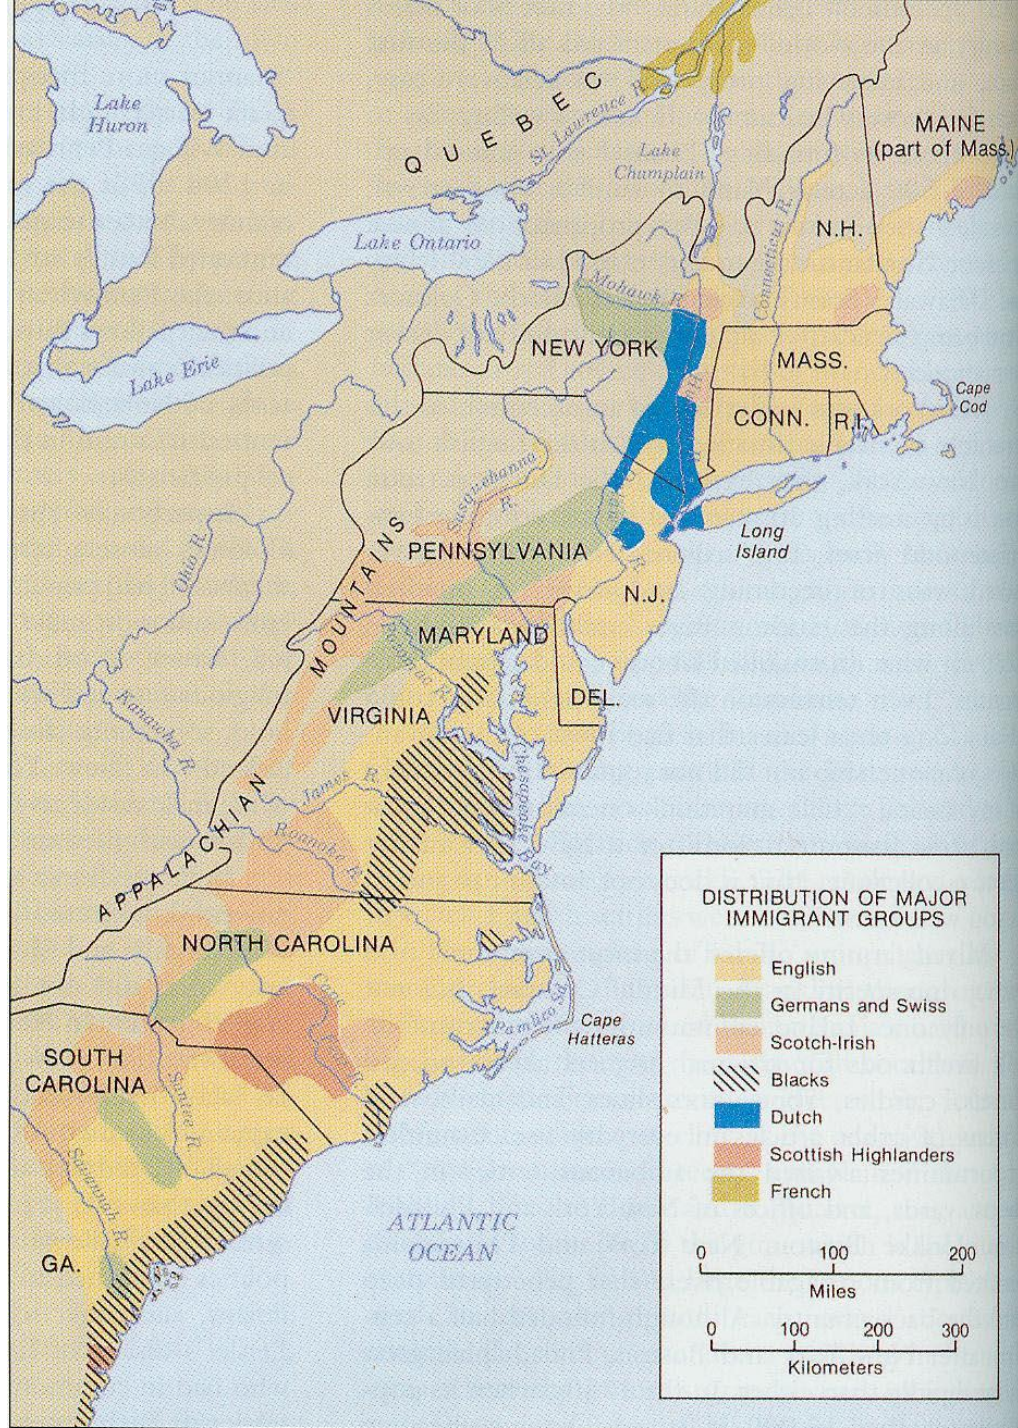 Lake
Huron
QUEBEC
St. Lawrence R.
Lake
Champlain
MAINE
(part of Mass.)
Connecticut R.
N.H.
Lake Ontario
Mohawk R.
NEW YORK
MASS.
Lake Erie
CONN.
R.I.
Cape
Cod
Susquehanna
R.
Long
Island
PENNSYLVANIA
Ohio R.
N.J.
APPALACHIAN MOUNTAINS
MARYLAND
Potomac R.
DEL.
VIRGINIA
Kanawha R.
James R.
Chesapeake Bay
Roanoke R.
NORTH CAROLINA
Cape Fear R.
Pamlico Sd.
Cape
Hatteras
SOUTH
CAROLINA
Santee R.
Savannah R.
GA.
ATLANTIC
OCEAN
DISTRIBUTION OF MAJOR
IMMIGRANT GROUPS
English
Germans and Swiss
Scotch-Irish
Blacks
Dutch
Scottish Highlanders
French
0 100 200
Miles
0 100 200 300
Kilometers